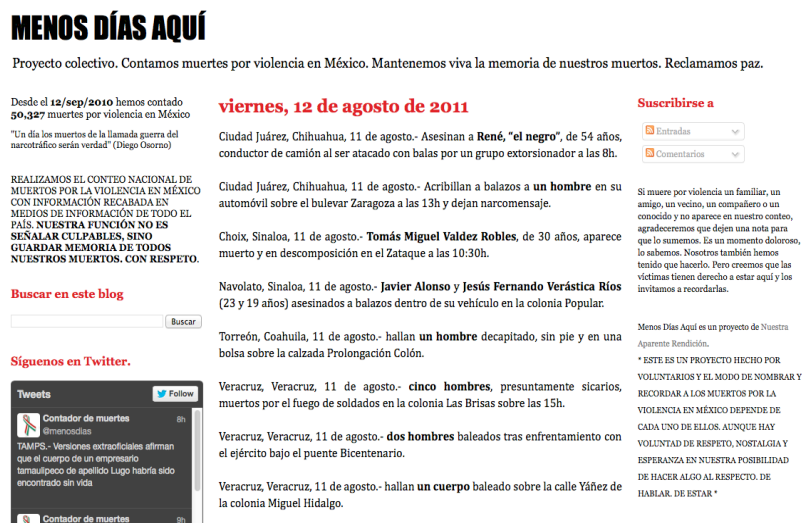 MENOS DÍAS AQUÍ
Proyecto colectivo. Contamos muertes por violencia en México. Mantenemos viva la memoria de nuestros muertos. Reclamamos paz.
Desde el 12/sep/2010 hemos contado
50,327 muertes por violencia en México
"Un día los muertos de la llamada guerra del
narcotráfico serán verdad" (Diego Osorno)
REALIZAMOS EL CONTEO NACIONAL DE
MUERTOS POR LA VIOLENCIA EN MÉXICO
CON INFORMACIÓN RECABADA EN
MEDIOS DE INFORMACIÓN DE TODO EL
PAÍS. NUESTRA FUNCIÓN NO ES
SEÑALAR CULPABLES, SINO
GUARDAR MEMORIA DE TODOS
NUESTROS MUERTOS. CON RESPETO.
Buscar en este blog
Buscar
Síguenos en Twitter.
Tweets
Follow
Contador de muertes 8h
@menosdias
TAMPS.- Versiones extraoficiales afirman
que el cuerpo de un empresario
tamaulipeco de apellido Lugo habría sido
encontrado sin vida
Contador de muertes 9h
viernes, 12 de agosto de 2011
Ciudad Juárez, Chihuahua, 11 de agosto.- Asesinan a René, “el negro”, de 54 años,
conductor de camión al ser atacado con balas por un grupo extorsionador a las 8h.
Ciudad Juárez, Chihuahua, 11 de agosto.- Acribillan a balazos a un hombre en su
automóvil sobre el bulevar Zaragoza a las 13h y dejan narcomensaje.
Choix, Sinaloa, 11 de agosto.- Tomás Miguel Valdez Robles, de 30 años, aparece
muerto y en descomposición en el Zataque a las 10:30h.
Navolato, Sinaloa, 11 de agosto.- Javier Alonso y Jesús Fernando Verástica Ríos
(23 y 19 años) asesinados a balazos dentro de su vehículo en la colonia Popular.
Torreón, Coahuila, 11 de agosto.- hallan un hombre decapitado, sin pie y en una
bolsa sobre la calzada Prolongación Colón.
Veracruz, Veracruz, 11 de agosto.- cinco hombres, presuntamente sicarios,
muertos por el fuego de soldados en la colonia Las Brisas sobre las 15h.
Veracruz, Veracruz, 11 de agosto.- dos hombres baleados tras enfrentamiento con
el ejército bajo el puente Bicentenario.
Veracruz, Veracruz, 11 de agosto.- hallan un cuerpo baleado sobre la calle Yáñez de
la colonia Miguel Hidalgo.
Suscribirse a
Entradas
Comentarios
Si muere por violencia un familiar, un
amigo, un vecino, un compañero o un
conocido y no aparece en nuestro conteo,
agradeceremos que dejen una nota para
que lo sumemos. Es un momento doloroso,
lo sabemos. Nosotros también hemos
tenido que hacerlo. Pero creemos que las
víctimas tienen derecho a estar aquí y los
invitamos a recordarlas.
Menos Días Aquí es un proyecto de Nuestra
Aparente Rendición.
* ESTE ES UN PROYECTO HECHO POR
VOLUNTARIOS Y EL MODO DE NOMBRAR Y
RECORDAR A LOS MUERTOS POR LA
VIOLENCIA EN MÉXICO DEPENDE DE
CADA UNO DE ELLOS. AUNQUE HAY
VOLUNTAD DE RESPETO, NOSTALGIA Y
ESPERANZA EN NUESTRA POSIBILIDAD
DE HACER ALGO AL RESPECTO. DE
HABLAR. DE ESTAR *